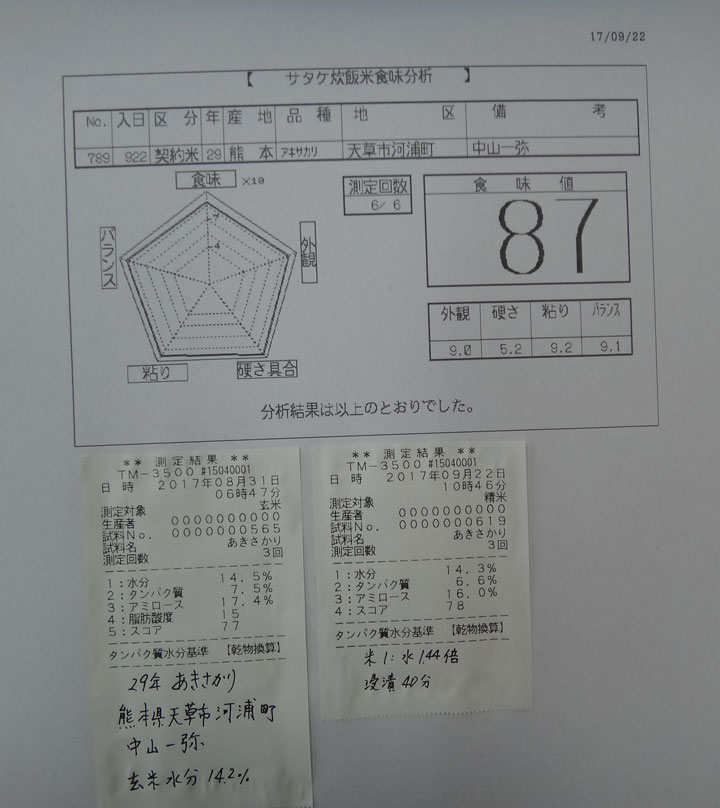 17/09/22
【 サタケ炊飯米食味分析 】
No. 入日 区分 年 産地 品種 地区 備考
789 922 契約米 29 熊本 アキサカリ 天草市河浦町 中山一弥
食味 ×10
7
4
バランス
外観
粘り
硬さ具合
測定回数
6/ 6
食味値
87
外観 硬さ 粘り バランス
9.0 5.2 9.2 9.1
分析結果は以上のとおりでした。
** 測定結果 **
TM-3500 #15040001
日 時 2017年08月31日
06時47分
測定対象 玄米
生産者 0000000000
試料No. 0000000565
試料名 あきさかり
測定回数 3回
1:水分 14.5%
2:タンパク質 7.5%
3:アミロース 17.4%
4:脂肪酸度 15
5:スコア 77
タンパク質水分基準 【乾物換算】
29年 あきさかり
熊本県天草市河浦町
中山一弥
玄米水分 14.2%
** 測定結果 **
TM-3500 #15040001
日 時 2017年09月22日
10時46分
測定対象 精米
生産者 0000000000
試料No. 0000000619
試料名 あきさかり
測定回数 3回
1:水分 14.3%
2:タンパク質 6.6%
3:アミロース 16.0%
4:スコア 78
タンパク質水分基準 【乾物換算】
米1:水1.44倍
浸漬40分